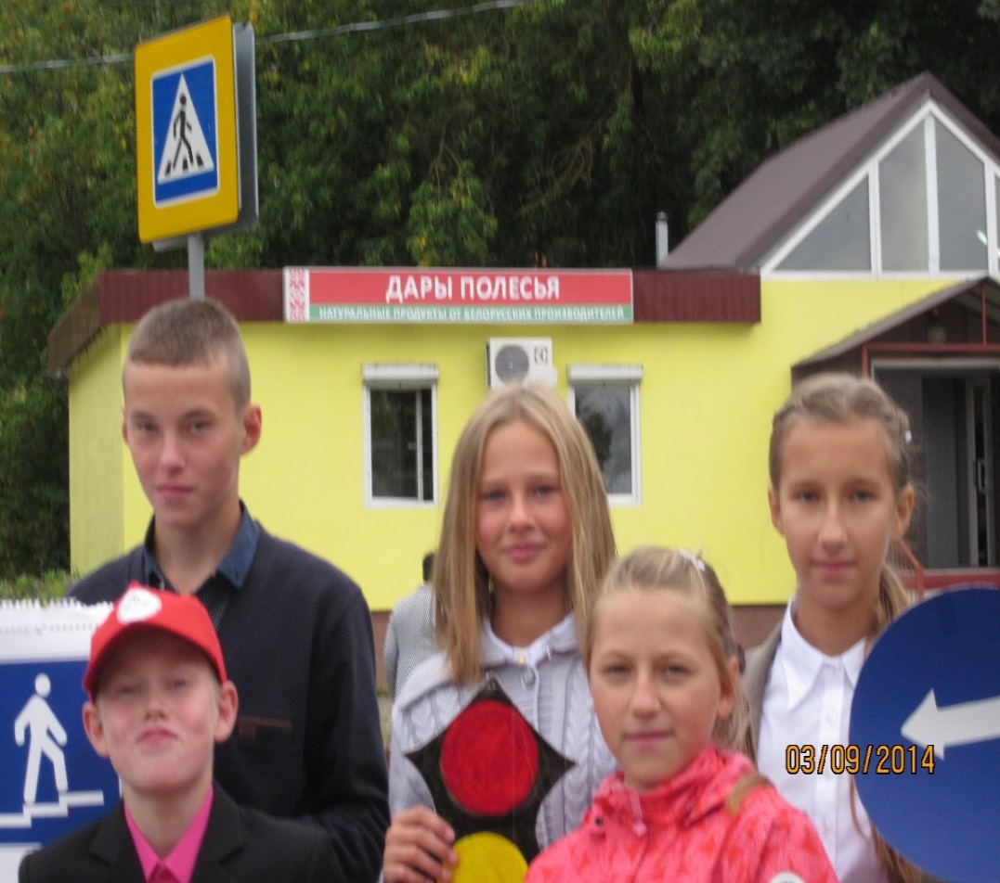 ДАРЫ ПОЛЕСЬЯ
НАТУРАЛЬНЫЕ ПРОДУКТЫ ОТ БЕЛОРУССКИХ ПРОИЗВОДИТЕЛЕЙ
03/09/2014